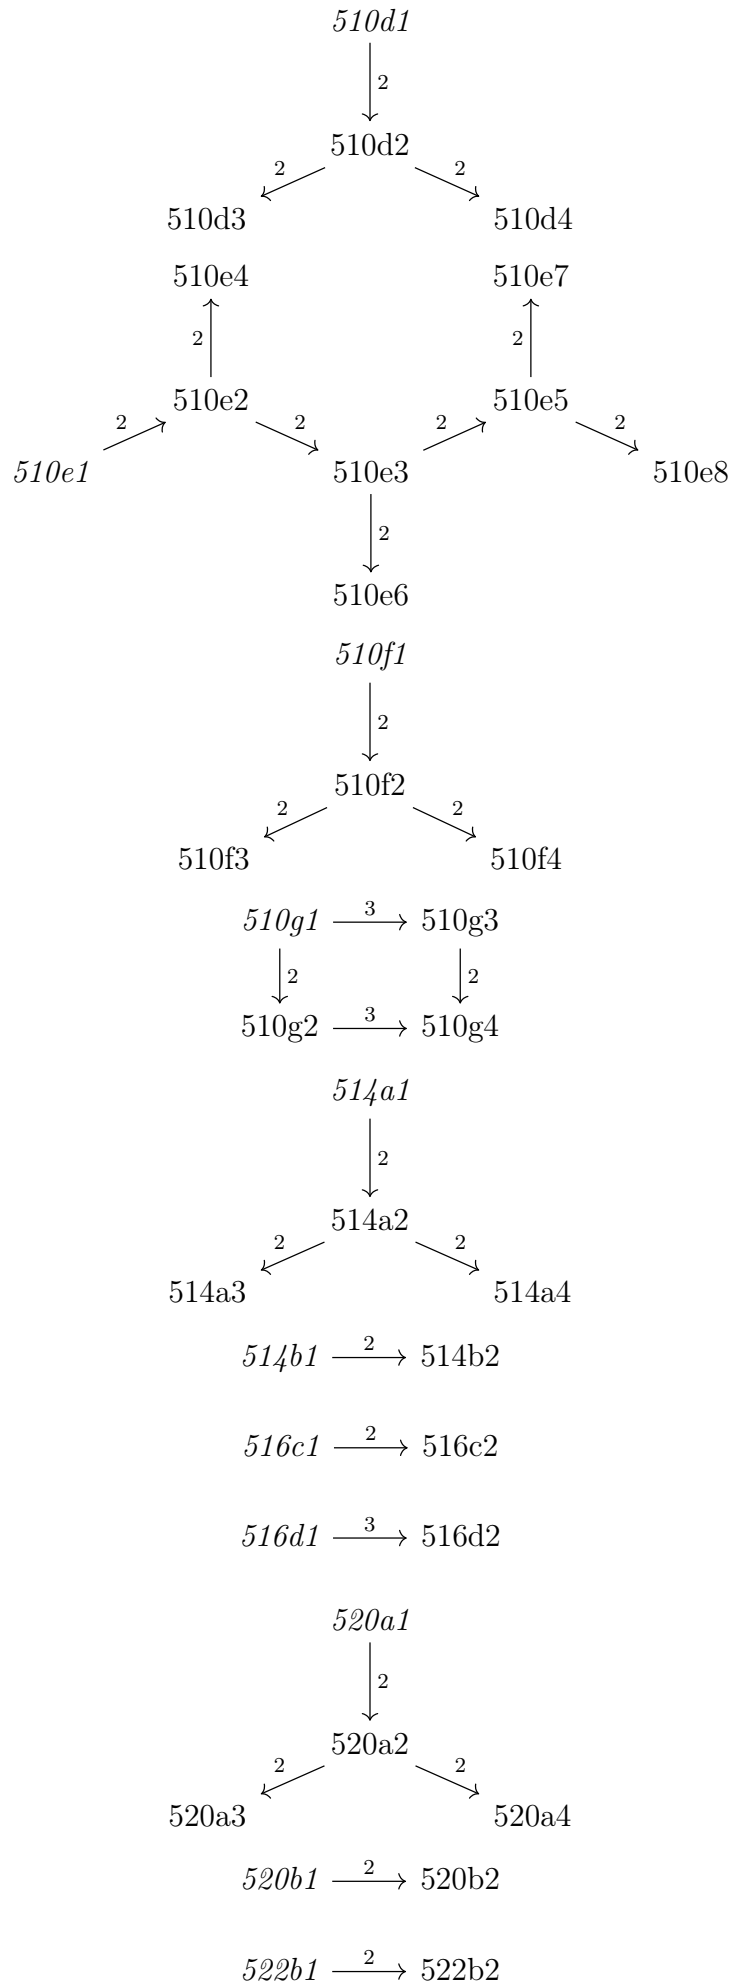 510d1
2
510d2
2 2
510d3 510d4
510e4 510e7
2 2
510e2 510e5
2 2 2 2
510e1 510e3 510e8
2
510e6
510f1
2
510f2
2 2
510f3 510f4
510g1 3 510g3
2 2
510g2 3 510g4
514a1
2
514a2
2 2
514a3 514a4
514b1 2 514b2
516c1 2 516c2
516d1 3 516d2
520a1
2
520a2
2 2
520a3 520a4
520b1 2 520b2
522b1 2 522b2